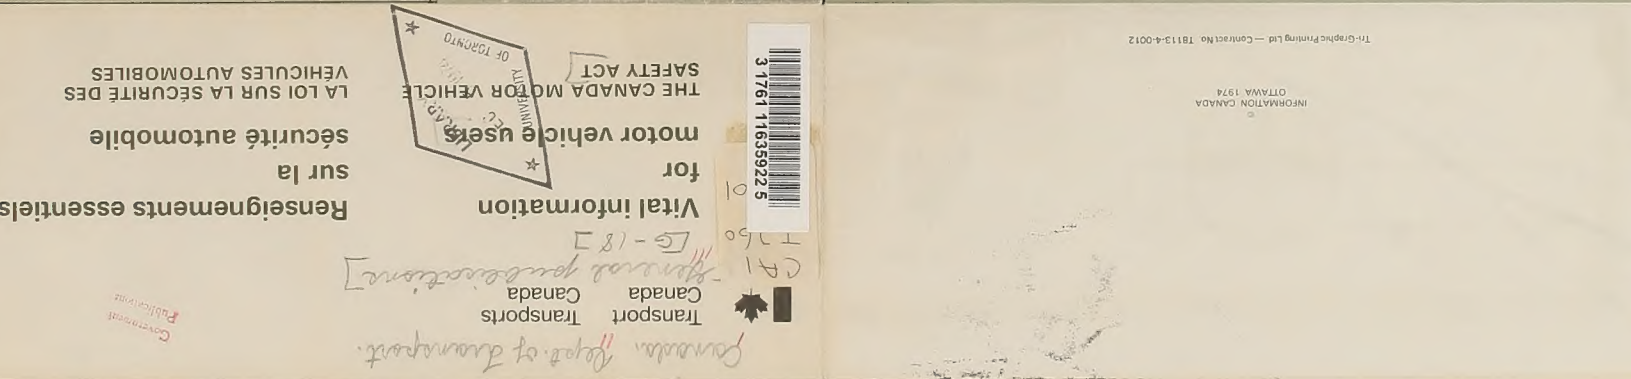 Canada. Dept. of Transport.
Transport
Canada
Transports
Canada
[General publications]
[G-18]
CA1
T260
01
Vital information
for
motor vehicle users
THE CANADA MOTOR VEHICLE
SAFETY ACT
Renseignements essentiels
sur la
sécurité automobile
LA LOI SUR LA SÉCURITÉ DES
VÉHICULES AUTOMOBILES
Government
Publications
LIBRARY
UNIVERSITY
OF TORONTO
3 1761 11635922 5
©
INFORMATION CANADA
OTTAWA 1974
Tri-Graphic Printing Ltd — Contract No. T8113-4-0012